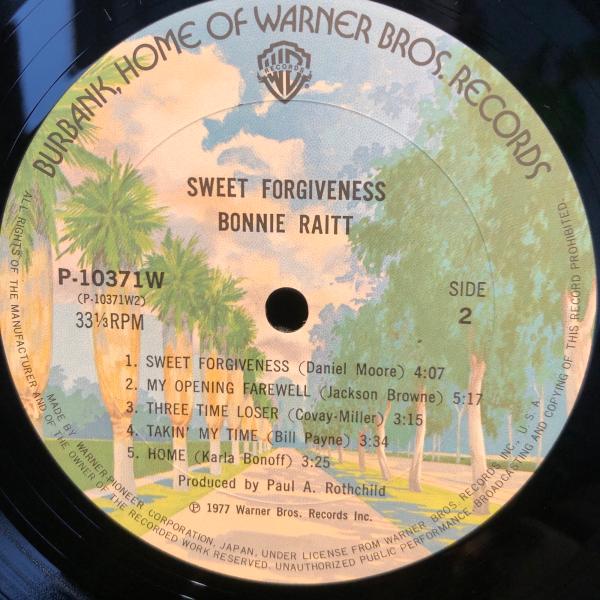 BURBANK, HOME OF WARNER BROS. RECORDS
WB
RECORDS
SWEET FORGIVENESS
BONNIE RAITT
P-10371W
(P-10371W2)
33⅓RPM
SIDE
2
1. SWEET FORGIVENESS (Daniel Moore) 4:07
2. MY OPENING FAREWELL (Jackson Browne) 5:17
3. THREE TIME LOSER (Covay-Miller) 3:15
4. TAKIN' MY TIME (Bill Payne) 3:34
5. HOME (Karla Bonoff) 3:25
Produced by Paul A. Rothchild
℗ 1977 Warner Bros. Records Inc.
MADE BY WARNER-PIONEER CORPORATION, JAPAN, UNDER LICENSE FROM WARNER BROS. RECORDS INC., U.S.A.
ALL RIGHTS OF THE MANUFACTURER AND OF THE OWNER OF THE RECORDED WORK RESERVED. UNAUTHORIZED PUBLIC PERFORMANCE, BROADCASTING AND COPYING OF THIS RECORD PROHIBITED.